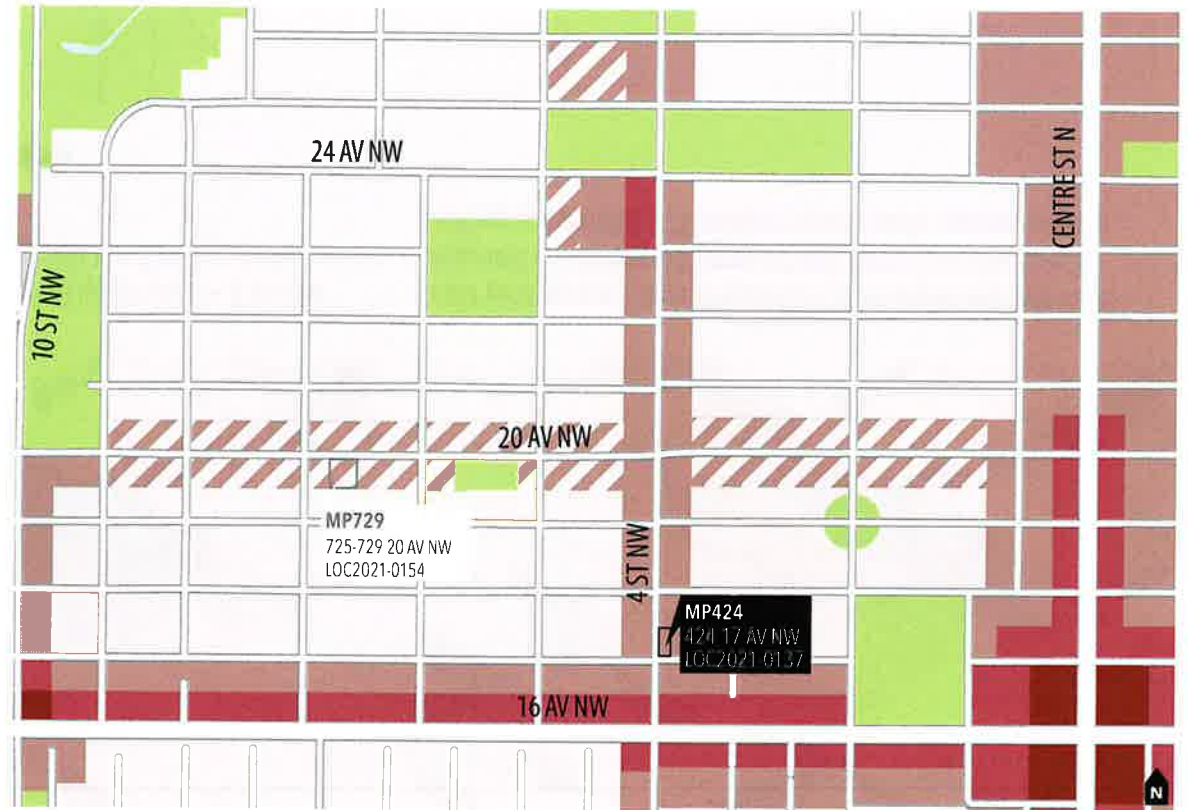 24 AV NW
CENTRE ST N
10 ST NW
20 AV NW
MP729
725-729 20 AV NW
LOC2021-0154
4 ST NW
MP424
424 17 AV NW
LOC2021-0137
16 AV NW
N